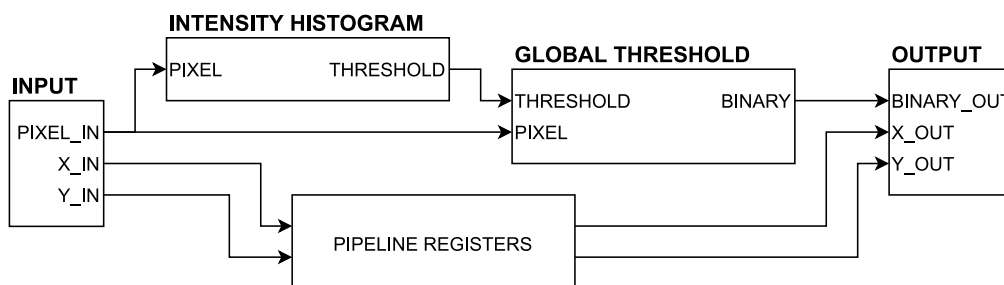 INTENSITY HISTOGRAM
PIXEL THRESHOLD
GLOBAL THRESHOLD
THRESHOLD BINARY
PIXEL
OUTPUT
BINARY_OUT
X_OUT
Y_OUT
INPUT
PIXEL_IN
X_IN
Y_IN
PIPELINE REGISTERS